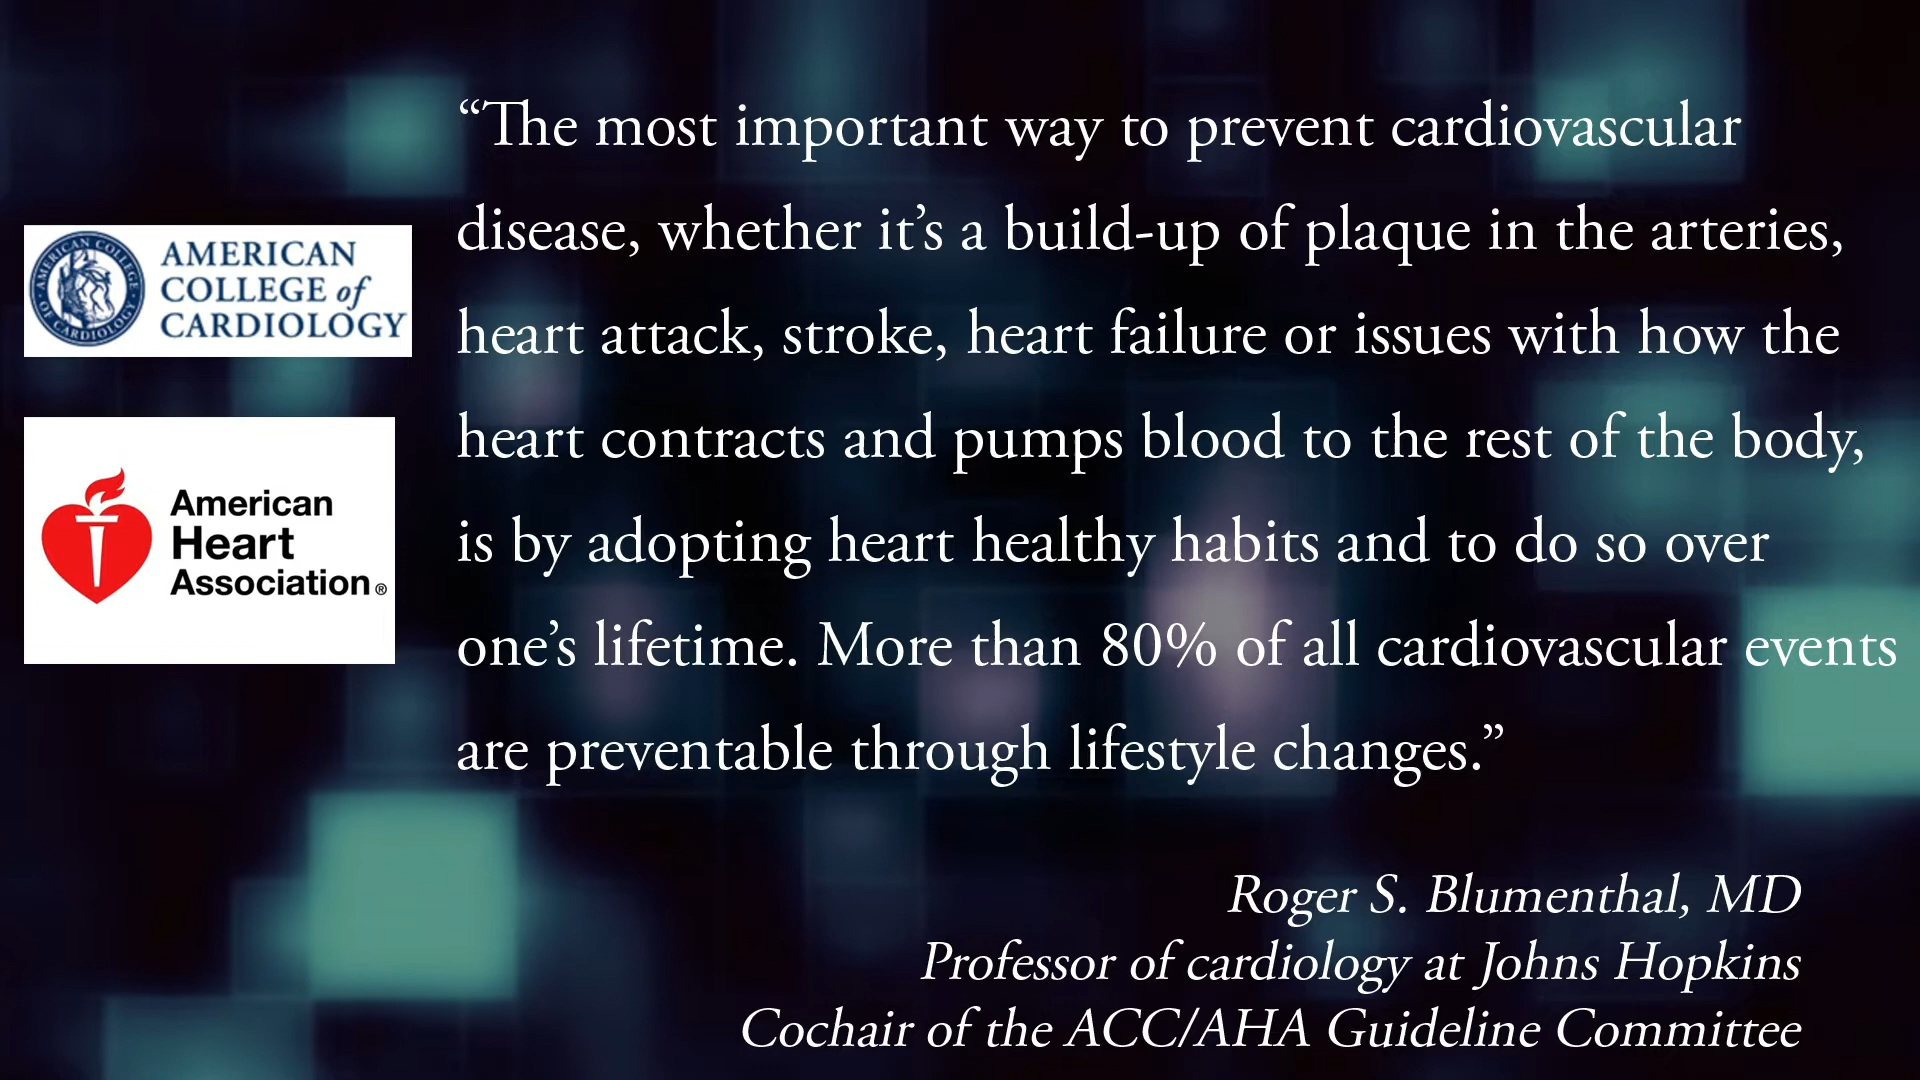 “The most important way to prevent cardiovascular
disease, whether it’s a build-up of plaque in the arteries,
heart attack, stroke, heart failure or issues with how the
heart contracts and pumps blood to the rest of the body,
is by adopting heart healthy habits and to do so over
one’s lifetime. More than 80% of all cardiovascular events
are preventable through lifestyle changes.”
AMERICAN COLLEGE OF CARDIOLOGY
AMERICAN
COLLEGE of
CARDIOLOGY
American
Heart
Association®
Roger S. Blumenthal, MD
Professor of cardiology at Johns Hopkins
Cochair of the ACC/AHA Guideline Committee